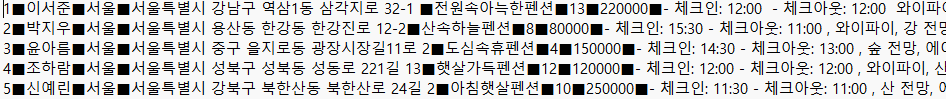 1■이서준■서울■서울특별시 강남구 역삼1동 삼각지로 32-1 ■전원속아늑한펜션■13■220000■- 체크인: 12:00  - 체크아웃: 12:00  와이파이
2■박지우■서울■서울특별시 용산동 한강동 한강진로 12-2■산속하늘펜션■8■80000■- 체크인: 15:30 - 체크아웃: 11:00 , 와이파이, 강 전망
3■윤아름■서울■서울특별시 중구 을지로동 광장시장길11로 2■도심속휴펜션■4■150000■- 체크인: 14:30 - 체크아웃: 13:00 , 숲 전망,
4■조하람■서울■서울특별시 성북구 성북동 성동로 221길 13■햇살가득펜션■12■120000■- 체크인: 12:00 - 체크아웃: 12:00 , 와이파이,
5■신예린■서울■서울특별시 강북구 북한산동 북한산로 24길 2■아침햇살펜션■10■250000■- 체크인: 11:30 - 체크아웃: 11:00 , 산 전망,